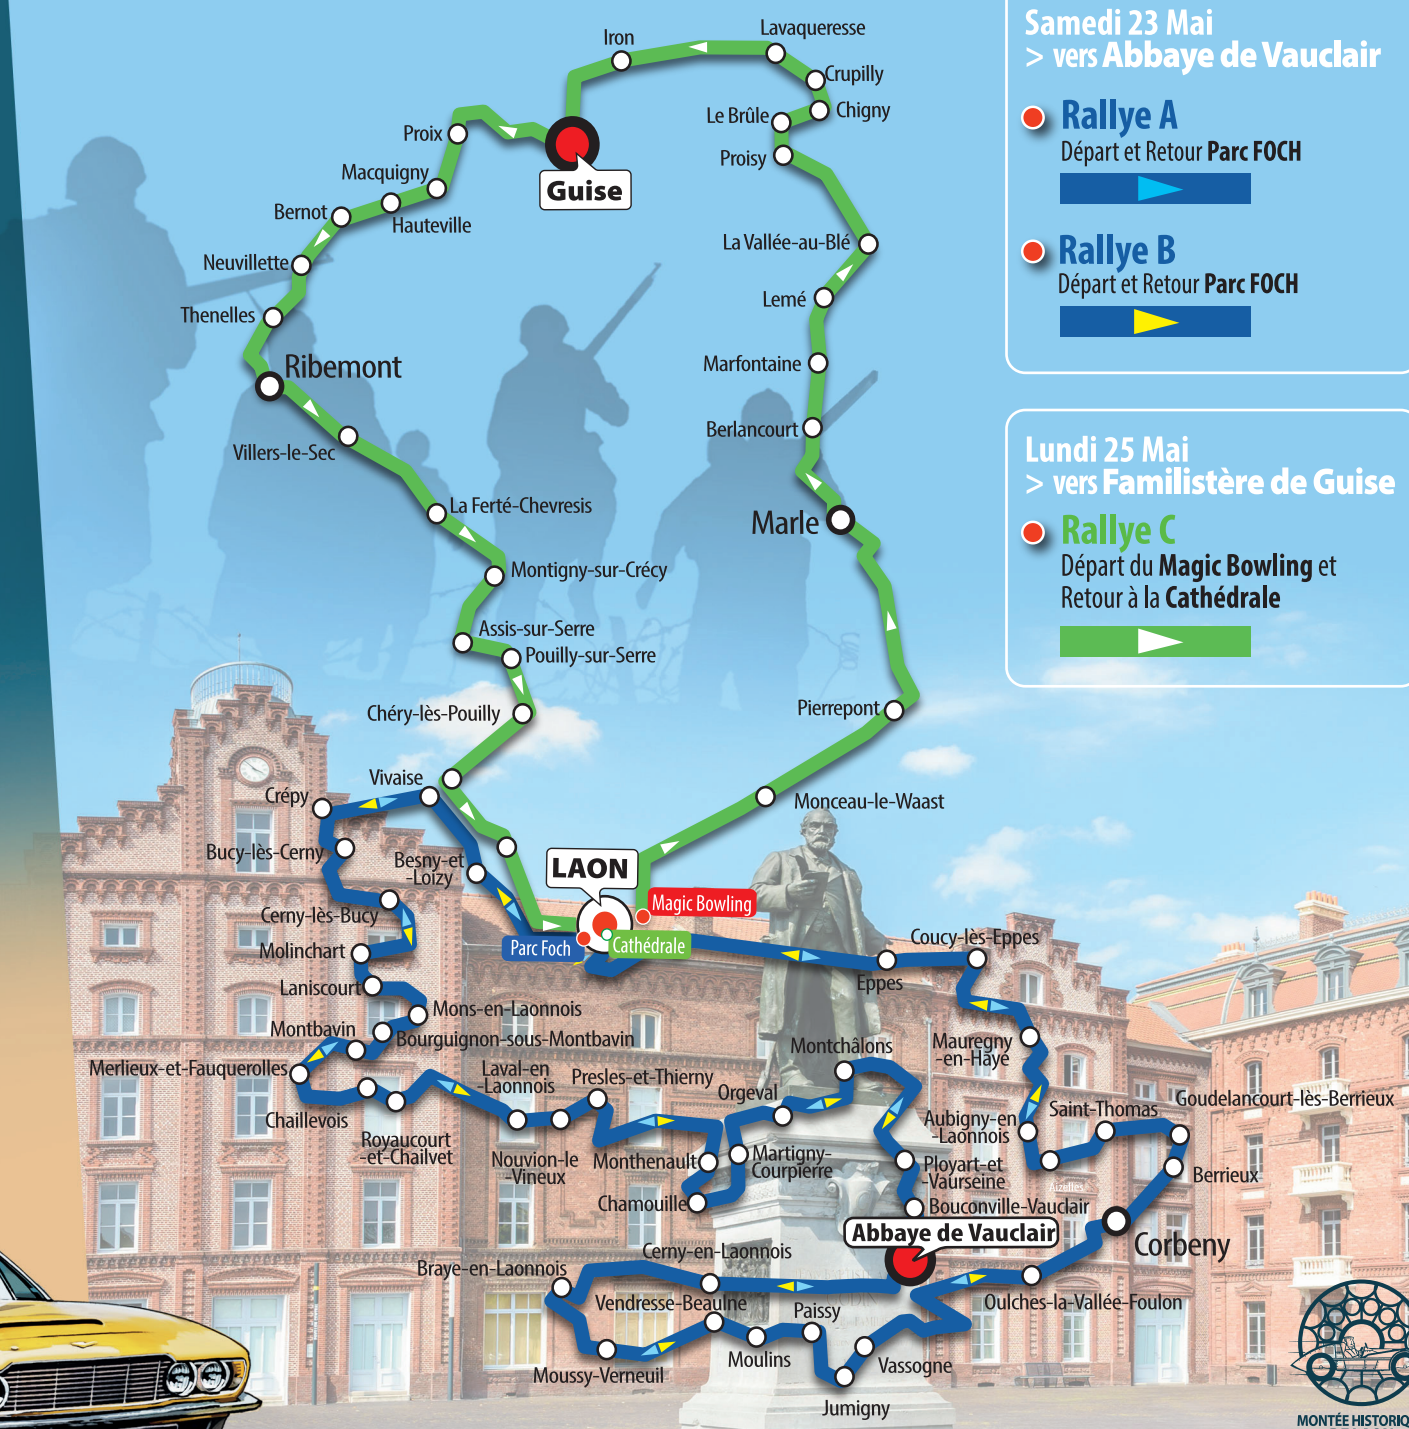 Samedi 23 Mai
> vers Abbaye de Vauclair
Rallye A
Départ et Retour Parc FOCH
Rallye B
Départ et Retour Parc FOCH
Lundi 25 Mai
> vers Familistère de Guise
Rallye C
Départ du Magic Bowling et
Retour à la Cathédrale
Iron
Lavaqueresse
Crupilly
Chigny
Le Brûle
Proisy
Proix
Guise
Macquigny
Hauteville
Bernot
La Vallée-au-Blé
Neuvillette
Lemé
Thenelles
Ribemont
Marfontaine
Villers-le-Sec
Berlancourt
La Ferté-Chevresis
Marle
Montigny-sur-Crécy
Assis-sur-Serre
Pouilly-sur-Serre
Chéry-lès-Pouilly
Pierrepont
Vivaise
Crépy
Monceau-le-Waast
Bucy-lès-Cerny
Besny-et
-Loizy
LAON
Magic Bowling
Cerny-lès-Bucy
Parc Foch
Cathédrale
Coucy-lès-Eppes
Molinchart
Eppes
Laniscourt
Mons-en-Laonnois
Montbavin
Bourguignon-sous-Montbavin
Mauregny
-en-Haye
Montchâlons
Merlieux-et-Fauquerolles
Laval-en
-Laonnois
Presles-et-Thierny
Orgeval
Chaillevois
Royaucourt
-et-Chailvet
Nouvion-le
-Vineux
Monthenault
Martigny-
Courpierre
Chamouille
Aubigny-en
-Laonnois
Saint-Thomas
Goudelancourt-lès-Berrieux
Ployart-et
-Vaurseine
Aizelles
Berrieux
Bouconville-Vauclair
Abbaye de Vauclair
Corbeny
Cerny-en-Laonnois
Braye-en-Laonnois
Vendresse-Beaulne
Paissy
Oulches-la-Vallée-Foulon
Moussy-Verneuil
Moulins
Vassogne
Jumigny
MONTÉE HISTORIQ